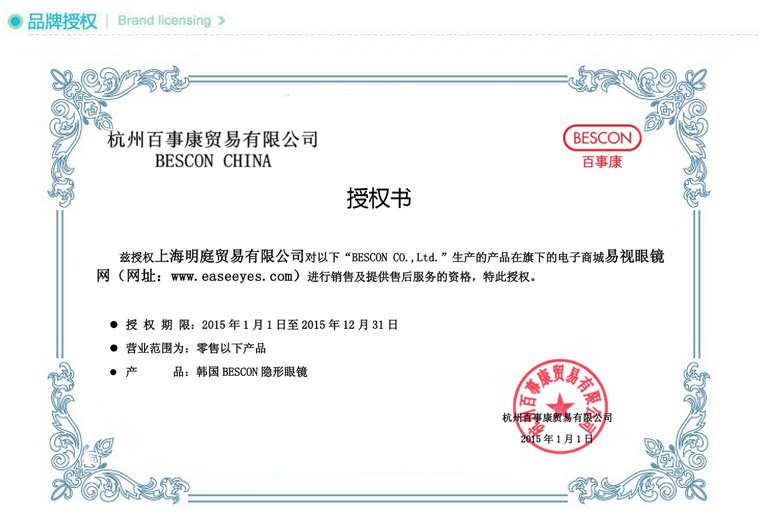 品牌授权 Brand licensing
杭州百事康贸易有限公司
BESCON CHINA
BESCON
百事康
授权书
兹授权上海明庭贸易有限公司对以下“BESCON CO.,Ltd.”生产的产品在旗下的电子商城易视眼镜
网（网址：www.easeeyes.com）进行销售及提供售后服务的资格，特此授权。
● 授 权 期 限：2015 年 1 月 1 日至 2015 年 12 月 31 日
● 营业范围为：零售以下产品
● 产 品：韩国 BESCON 隐形眼镜
杭州百事康贸易有限公司
杭州百事康贸易有限公司
2015 年 1 月 1 日